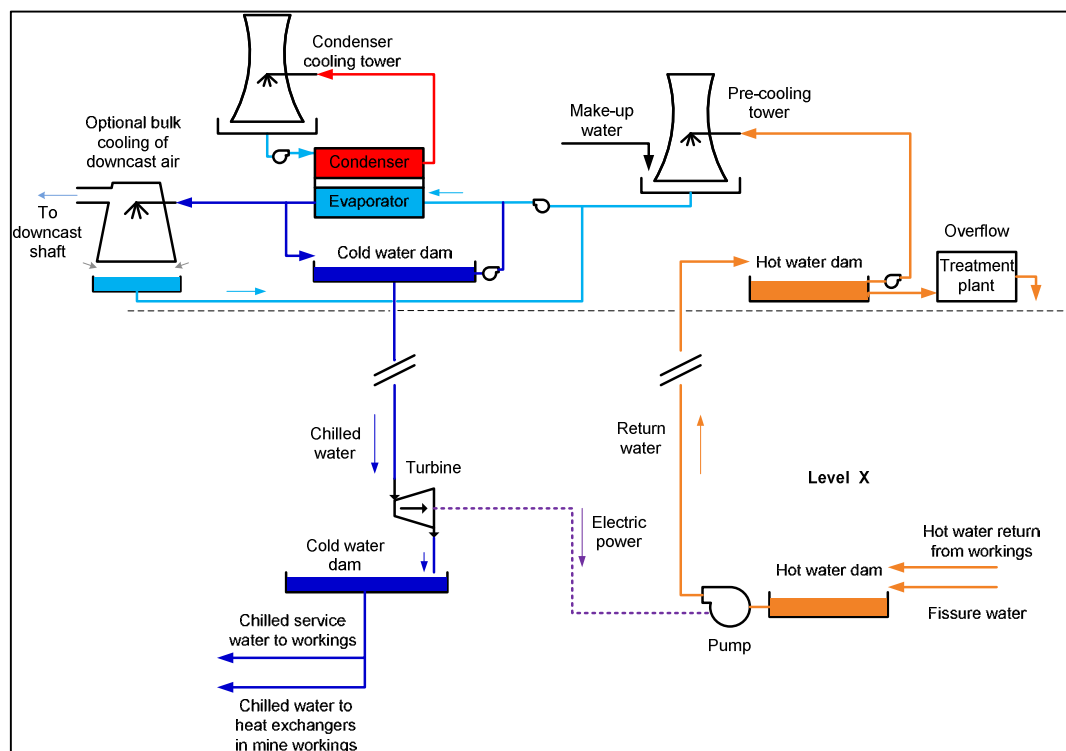 Condenser
cooling tower
Pre-cooling
tower
Make-up
water
Optional bulk
cooling of
downcast air
Condenser
Evaporator
To
downcast
shaft
Cold water dam
Overflow
Hot water dam
Treatment
plant
Chilled
water
Return
water
Turbine
Level X
Electric
power
Hot water return
from workings
Cold water
dam
Hot water dam
Fissure water
Pump
Chilled service
water to workings
Chilled water to
heat exchangers
in mine workings